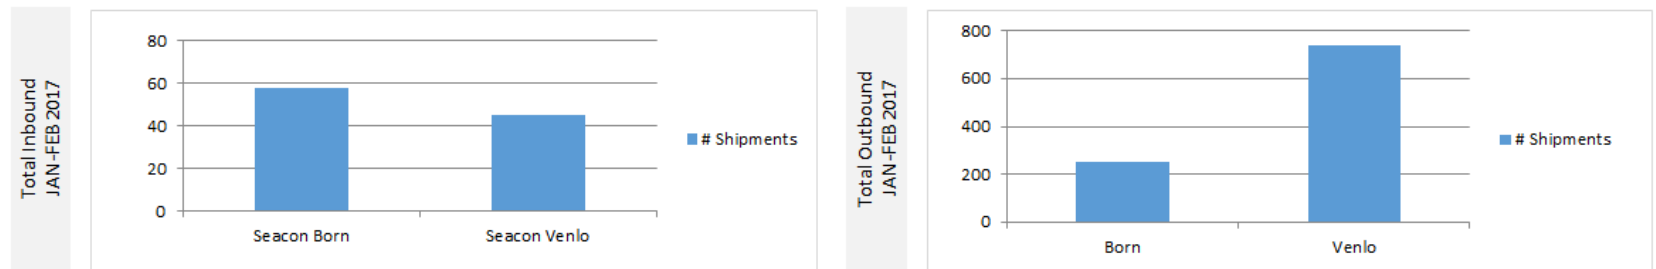 Total Inbound
JAN-FEB 2017
80
60
40
20
0
Seacon Born
Seacon Venlo
# Shipments
Total Outbound
JAN-FEB 2017
800
600
400
200
0
Born
Venlo
# Shipments